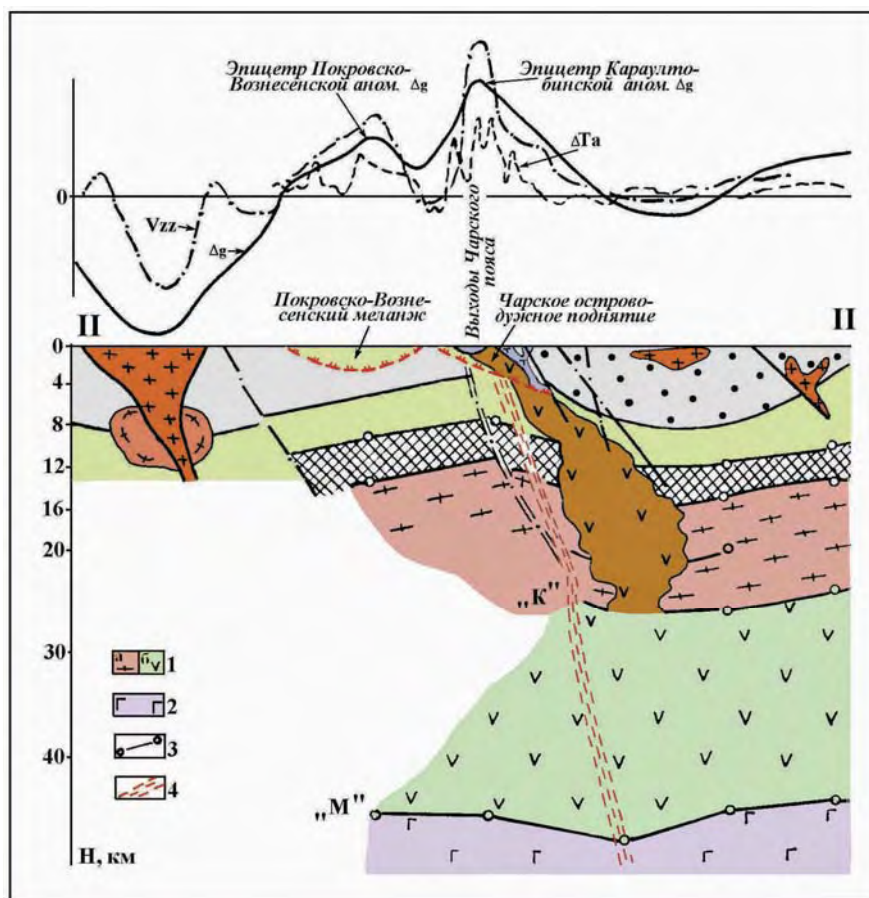 Эпицетр Покровско-
Вознесенской аном. Δg
Эпицетр Караулто-
бинской аном. Δg
ΔTa
0
Vzz
Δg
Выходы Чарского
пояса
Покровско-Возне-
сенский меланж
Чарское острово-
дужное поднятие
II
II
0
4
8
12
16
20
30
40
"К"
"М"
а б 1
2
3
4
Н, км